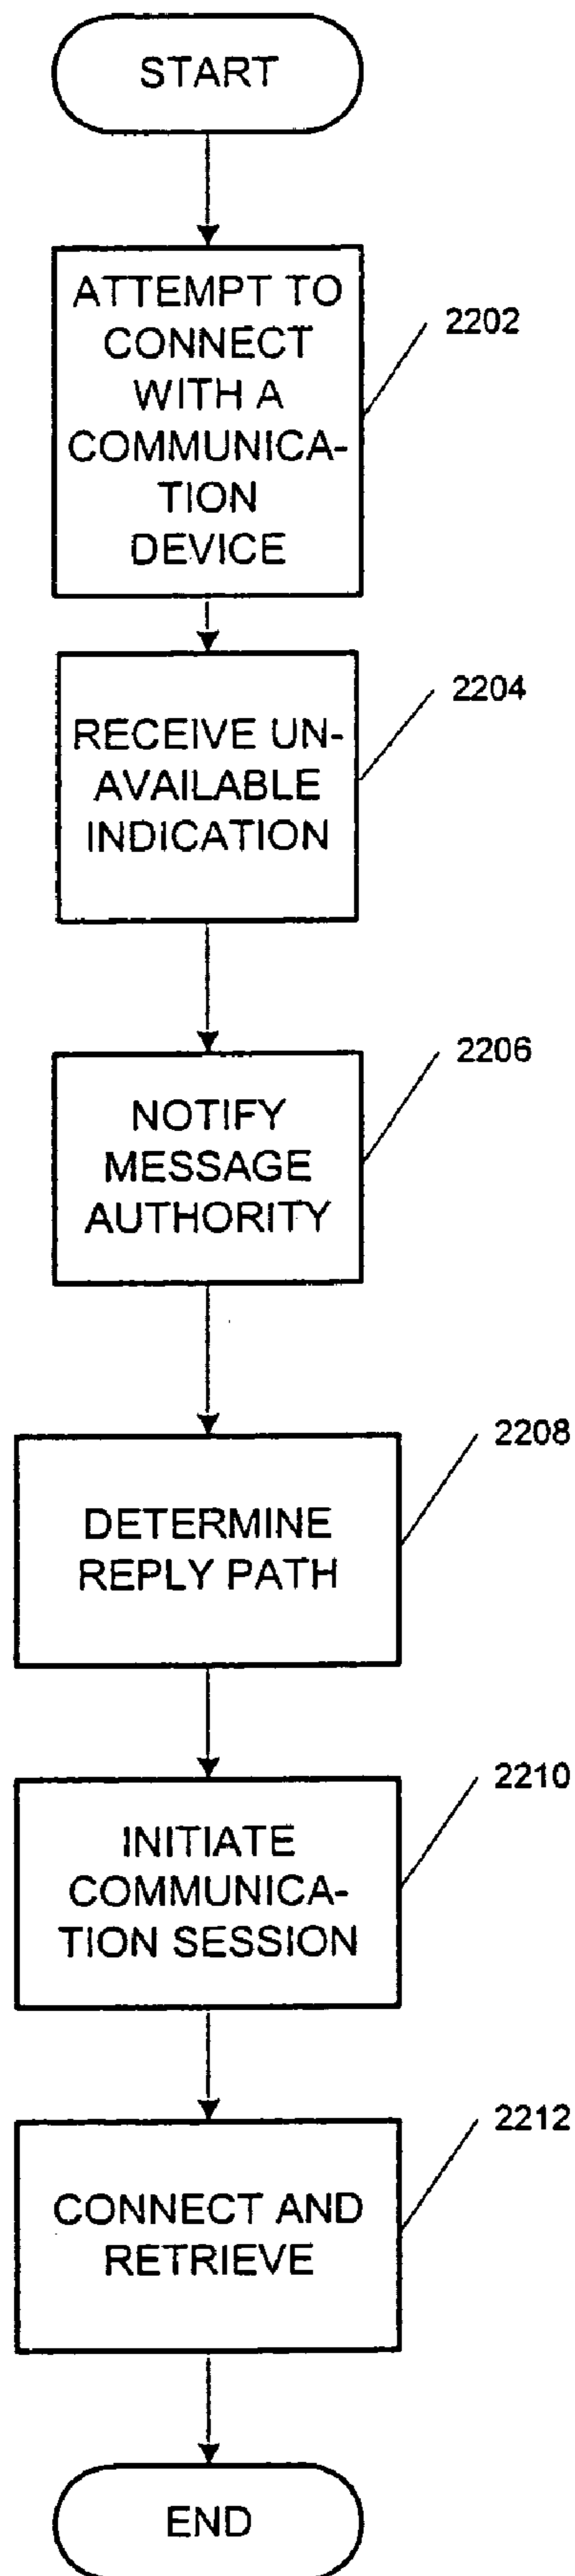 START
ATTEMPT TO
CONNECT
WITH A
COMMUNICA-
TION
DEVICE
2202
RECEIVE UN-
AVAILABLE
INDICATION
2204
NOTIFY
MESSAGE
AUTHORITY
2206
DETERMINE
REPLY PATH
2208
INITIATE
COMMUNICA-
TION SESSION
2210
CONNECT AND
RETRIEVE
2212
END